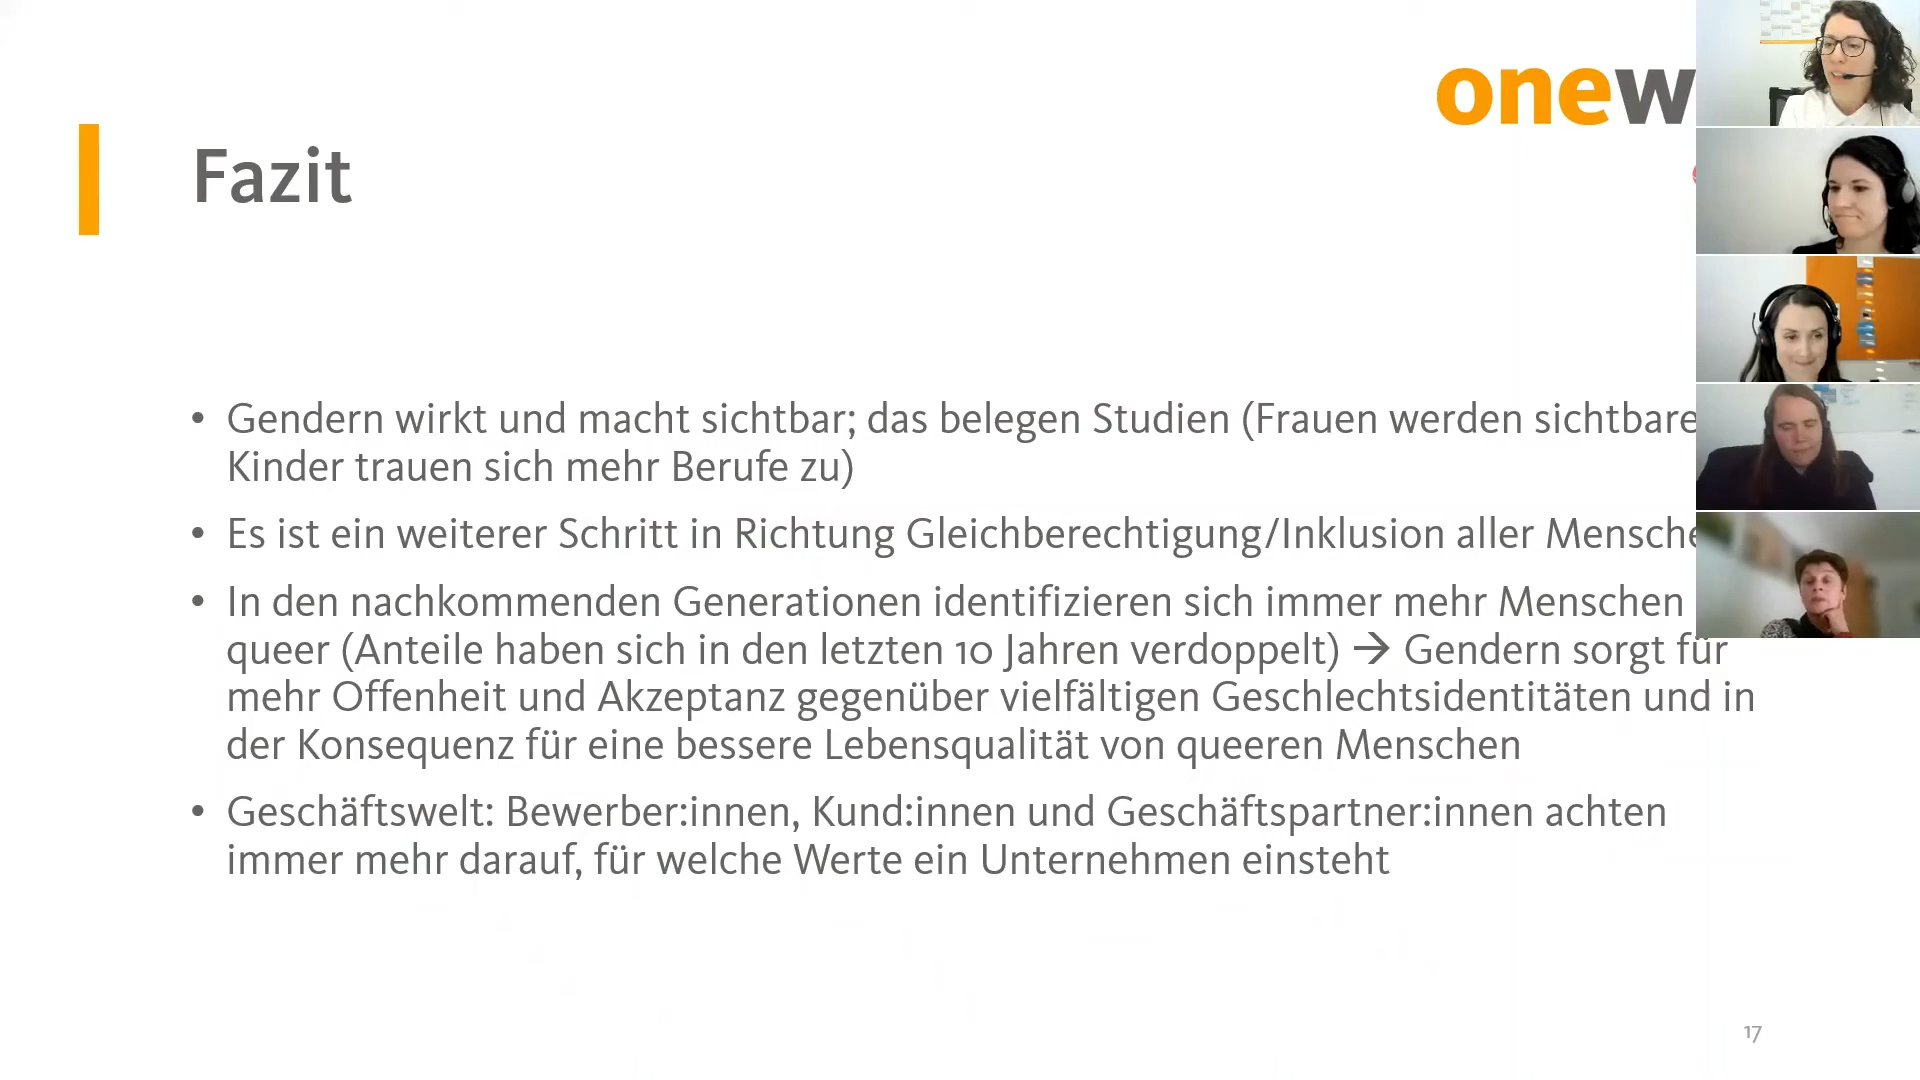 onew
Fazit
• Gendern wirkt und macht sichtbar; das belegen Studien (Frauen werden sichtbare
Kinder trauen sich mehr Berufe zu)
• Es ist ein weiterer Schritt in Richtung Gleichberechtigung/Inklusion aller Mensche
• In den nachkommenden Generationen identifizieren sich immer mehr Menschen
queer (Anteile haben sich in den letzten 10 Jahren verdoppelt) → Gendern sorgt für
mehr Offenheit und Akzeptanz gegenüber vielfältigen Geschlechtsidentitäten und in
der Konsequenz für eine bessere Lebensqualität von queeren Menschen
• Geschäftswelt: Bewerber:innen, Kund:innen und Geschäftspartner:innen achten
immer mehr darauf, für welche Werte ein Unternehmen einsteht
17